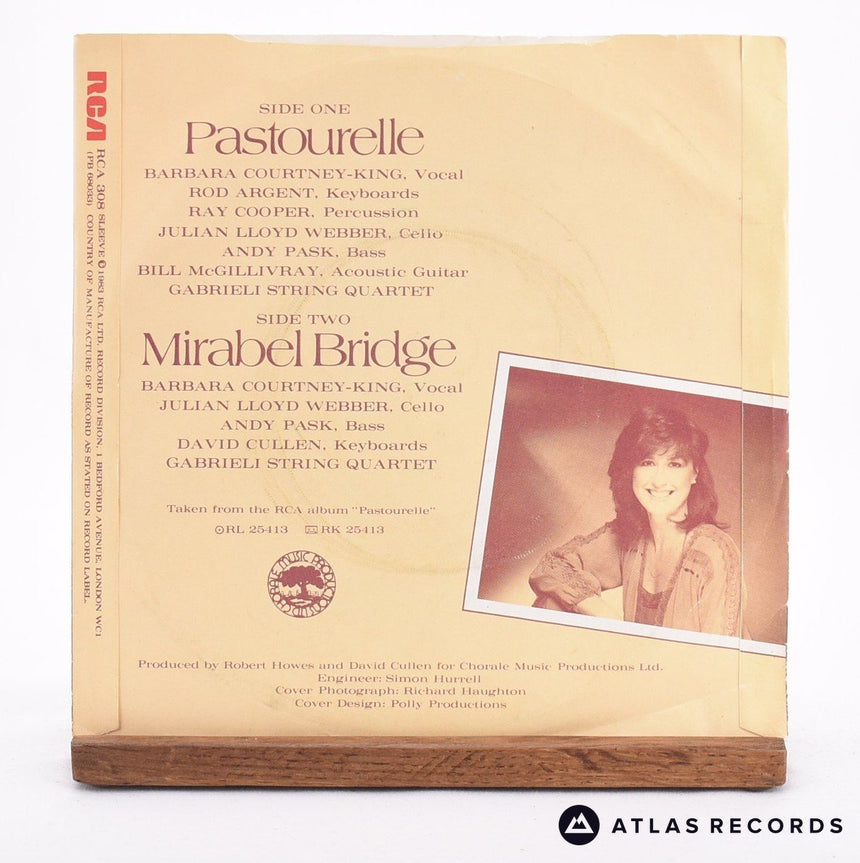 SIDE ONE
Pastourelle
BARBARA COURTNEY-KING, Vocal
ROD ARGENT, Keyboards
RAY COOPER, Percussion
JULIAN LLOYD WEBBER, Cello
ANDY PASK, Bass
BILL McGILLIVRAY, Acoustic Guitar
GABRIELI STRING QUARTET
SIDE TWO
Mirabel Bridge
BARBARA COURTNEY-KING, Vocal
JULIAN LLOYD WEBBER, Cello
ANDY PASK, Bass
DAVID CULLEN, Keyboards
GABRIELI STRING QUARTET
Taken from the RCA album "Pastourelle"
RL 25413 RK 25413
CHORALE MUSIC PRODUCTIONS LTD
Produced by Robert Howes and David Cullen for Chorale Music Productions Ltd.
Engineer: Simon Hurrell
Cover Photograph: Richard Haughton
Cover Design: Polly Productions
RCA
RCA 308 SLEEVE ℗ 1983 RCA LTD. RECORD DIVISION, 1 BEDFORD AVENUE, LONDON WC1
(PB 68033) COUNTRY OF MANUFACTURE OF RECORD AS STATED ON RECORD LABEL.
ATLAS RECORDS